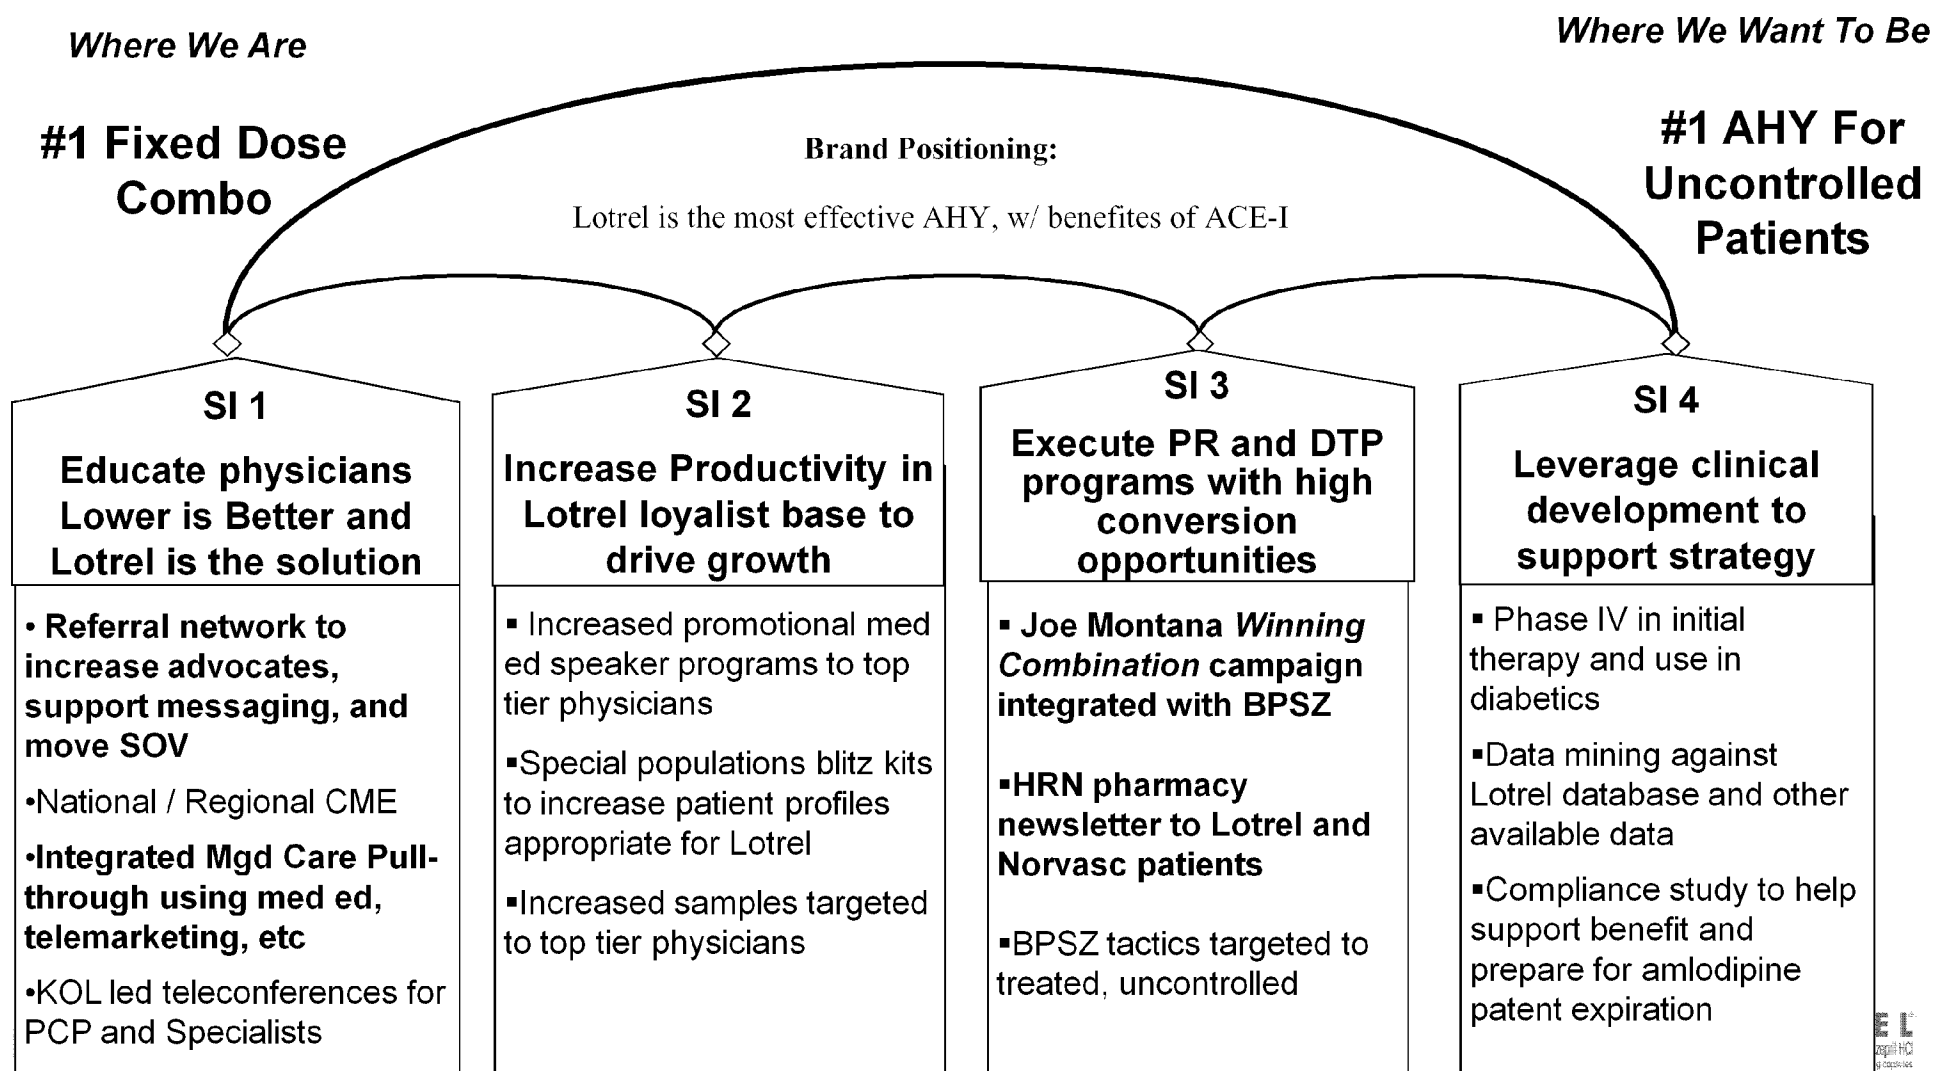 Where We Are
Where We Want To Be
#1 Fixed Dose
Combo
#1 AHY For
Uncontrolled
Patients
Brand Positioning:
Lotrel is the most effective AHY, w/ benefites of ACE-I
SI 1
Educate physicians
Lower is Better and
Lotrel is the solution
• Referral network to
increase advocates,
support messaging, and
move SOV
•National / Regional CME
•Integrated Mgd Care Pull-
through using med ed,
telemarketing, etc
•KOL led teleconferences for
PCP and Specialists
SI 2
Increase Productivity in
Lotrel loyalist base to
drive growth
▪ Increased promotional med
ed speaker programs to top
tier physicians
▪Special populations blitz kits
to increase patient profiles
appropriate for Lotrel
▪Increased samples targeted
to top tier physicians
SI 3
Execute PR and DTP
programs with high
conversion
opportunities
▪ Joe Montana Winning
Combination campaign
integrated with BPSZ
▪HRN pharmacy
newsletter to Lotrel and
Norvasc patients
▪BPSZ tactics targeted to
treated, uncontrolled
SI 4
Leverage clinical
development to
support strategy
▪ Phase IV in initial
therapy and use in
diabetics
▪Data mining against
Lotrel database and other
available data
▪Compliance study to help
support benefit and
prepare for amlodipine
patent expiration
EL